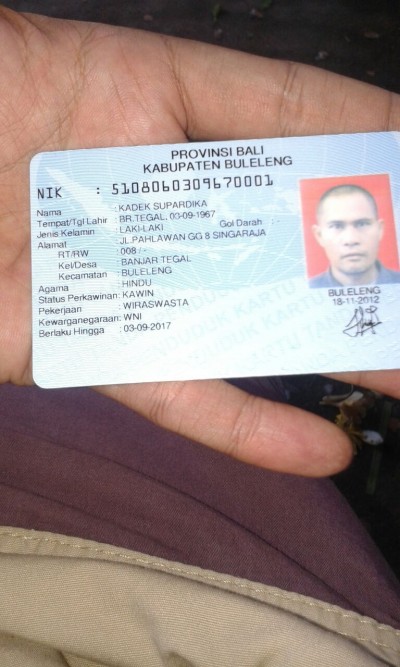 PROVINSI BALI
KABUPATEN BULELENG
NIK : 5108060309670001
Nama : KADEK SUPARDIKA
Tempat/Tgl Lahir : BR.TEGAL, 03-09-1967
Jenis Kelamin : LAKI-LAKI Gol Darah : -
Alamat : JL.PAHLAWAN GG 8 SINGARAJA
RT/RW : 008 / -
Kel/Desa : BANJAR TEGAL
Kecamatan : BULELENG
Agama : HINDU
Status Perkawinan: KAWIN
Pekerjaan : WIRASWASTA
Kewarganegaraan: WNI
Berlaku Hingga : 03-09-2017
BULELENG
18-11-2012